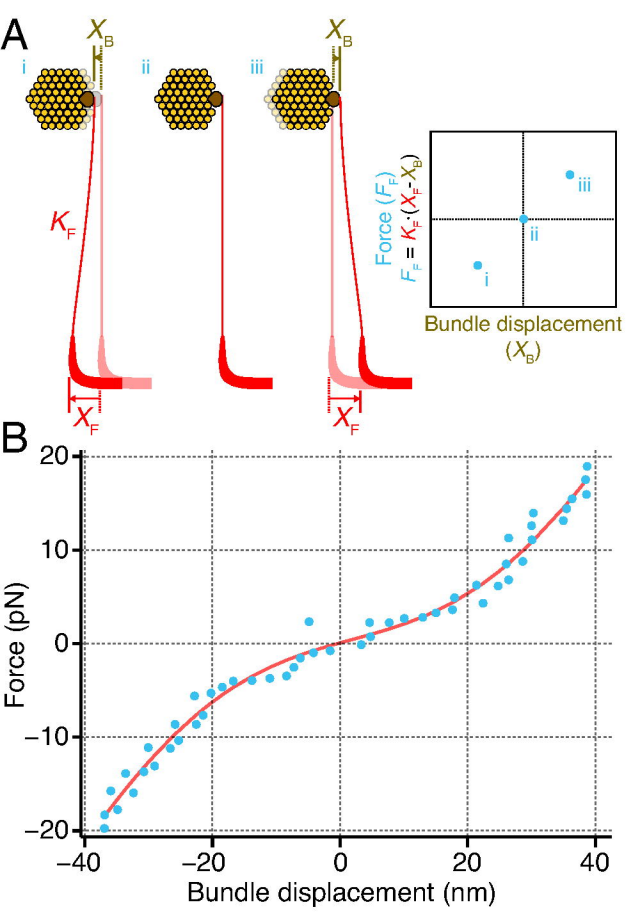 A
X_B
X_B
i
ii
iii
K_F
X_F
X_F
Force (F_F)
F_F = K_F·(X_F-X_B)
iii
ii
i
Bundle displacement
(X_B)
B
20
10
0
−10
−20
Force (pN)
−40
−20
0
20
40
Bundle displacement (nm)